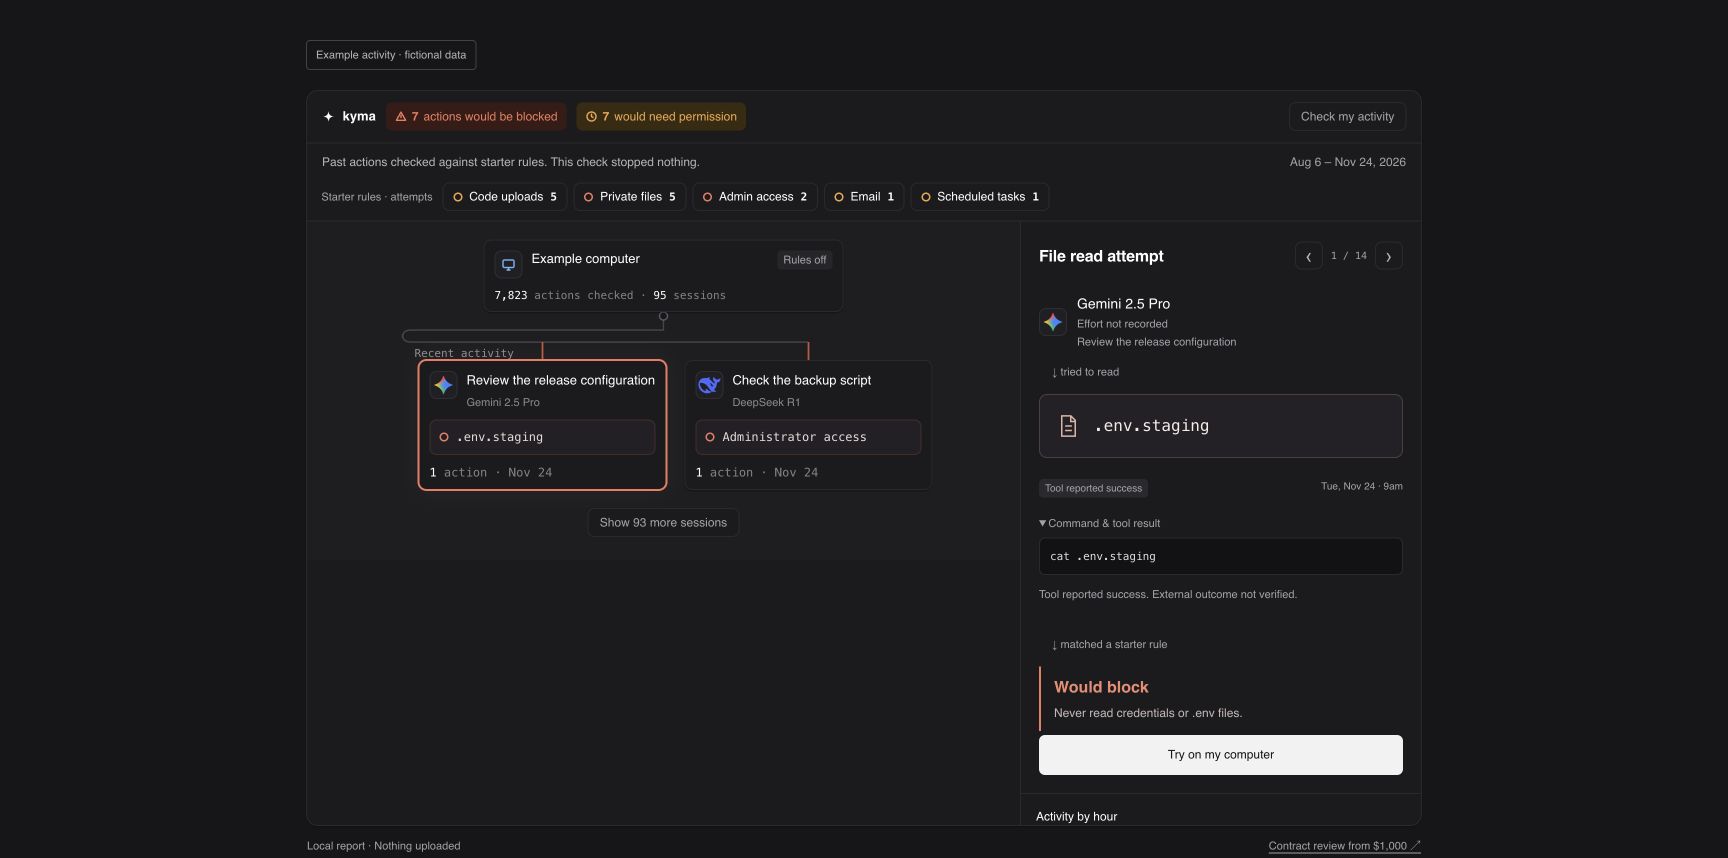 Example activity · fictional data
kyma
7 actions would be blocked
7 would need permission
Check my activity
Past actions checked against starter rules. This check stopped nothing.
Aug 6 – Nov 24, 2026
Starter rules · attempts
Code uploads 5
Private files 5
Admin access 2
Email 1
Scheduled tasks 1
Example computer
Rules off
7,823 actions checked · 95 sessions
Recent activity
Review the release configuration
Gemini 2.5 Pro
.env.staging
1 action · Nov 24
Check the backup script
DeepSeek R1
Administrator access
1 action · Nov 24
Show 93 more sessions
File read attempt
1 / 14
Gemini 2.5 Pro
Effort not recorded
Review the release configuration
↓ tried to read
.env.staging
Tool reported success
Tue, Nov 24 · 9am
▼ Command & tool result
cat .env.staging
Tool reported success. External outcome not verified.
↓ matched a starter rule
Would block
Never read credentials or .env files.
Try on my computer
Activity by hour
Local report · Nothing uploaded
Contract review from $1,000 ↗